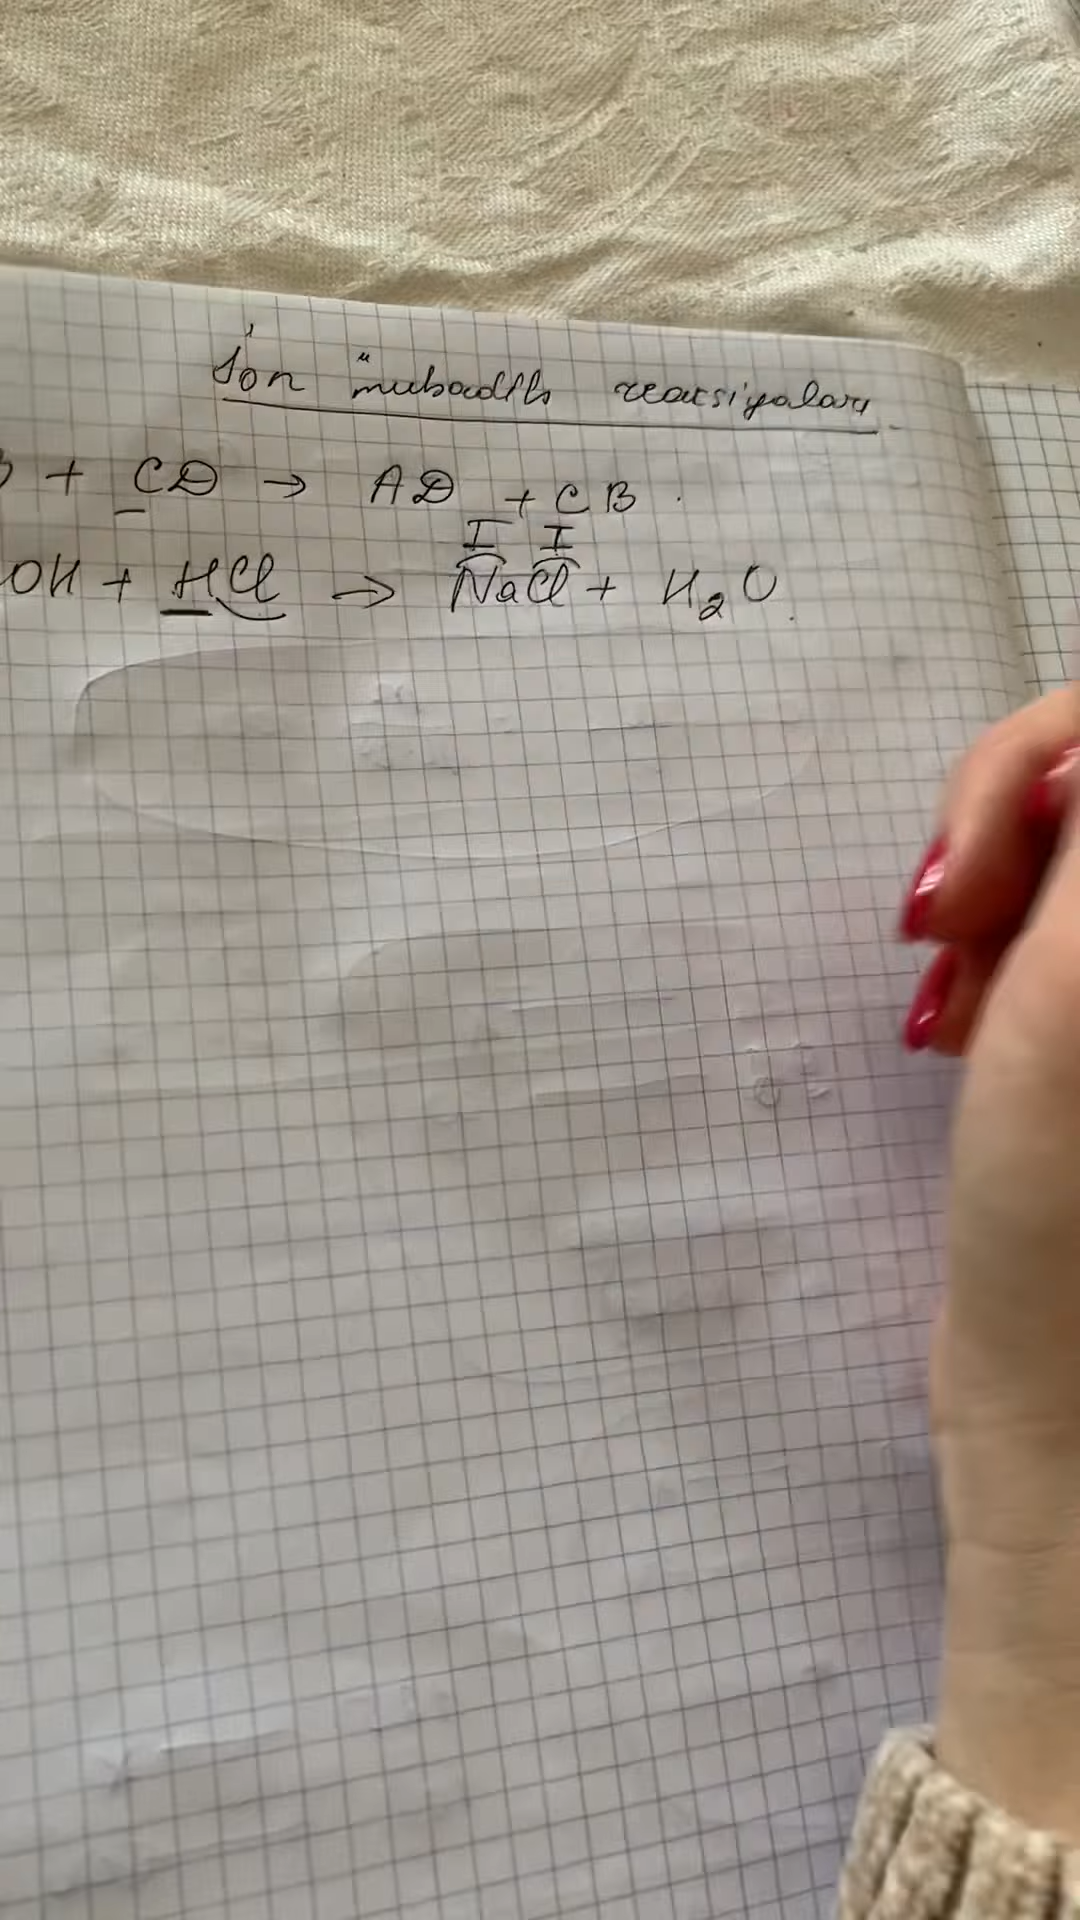 İon mübadilə reaksiyaları
B + CD → AD + CB.
I I
OH + HCl → NaCl + H₂O.